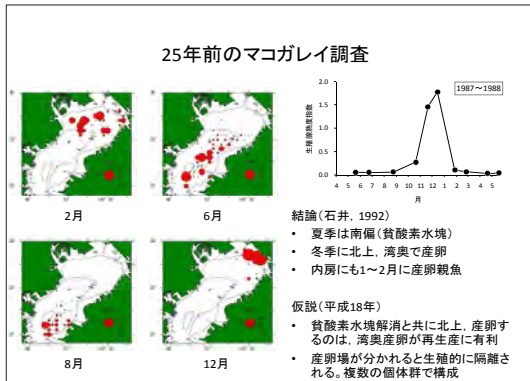 25年前のマコガレイ調査
2月
6月
8月
12月
生殖腺熟度指数
2.0
1.5
1.0
0.5
0.0
1987～1988
4 5 6 7 8 9 10 11 12 1 2 3 4 5
月
結論(石井, 1992)
• 夏季は南偏(貧酸素水塊)
• 冬季に北上, 湾奥で産卵
• 内房にも1～2月に産卵親魚
仮説(平成18年)
• 貧酸素水塊解消と共に北上, 産卵す
るのは, 湾奥産卵が再生産に有利
• 産卵場が分かれると生殖的に隔離さ
れる。複数の個体群で構成